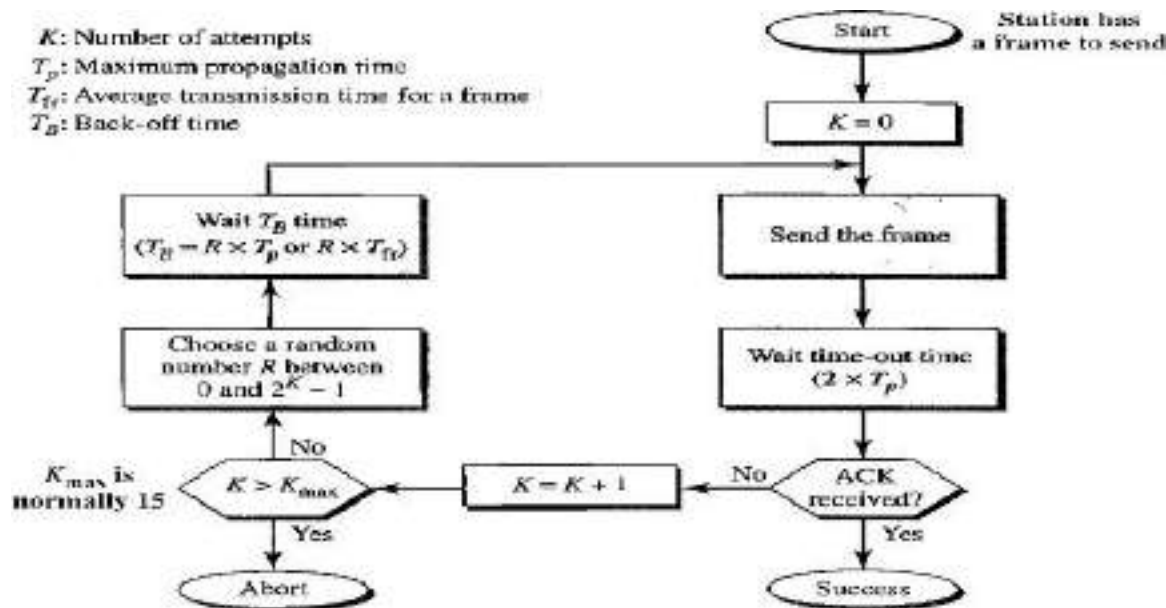 K: Number of attempts
Tp: Maximum propagation time
Tfr: Average transmission time for a frame
TB: Back-off time
Start
Station has
a frame to send
K = 0
Wait TB time
(TB = R × Tp or R × Tfr)
Send the frame
Choose a random
number R between
0 and 2^K − 1
Wait time-out time
(2 × Tp)
No
Kmax is
normally 15
K > Kmax
K = K + 1
No
ACK
received?
Yes
Yes
Abort
Success